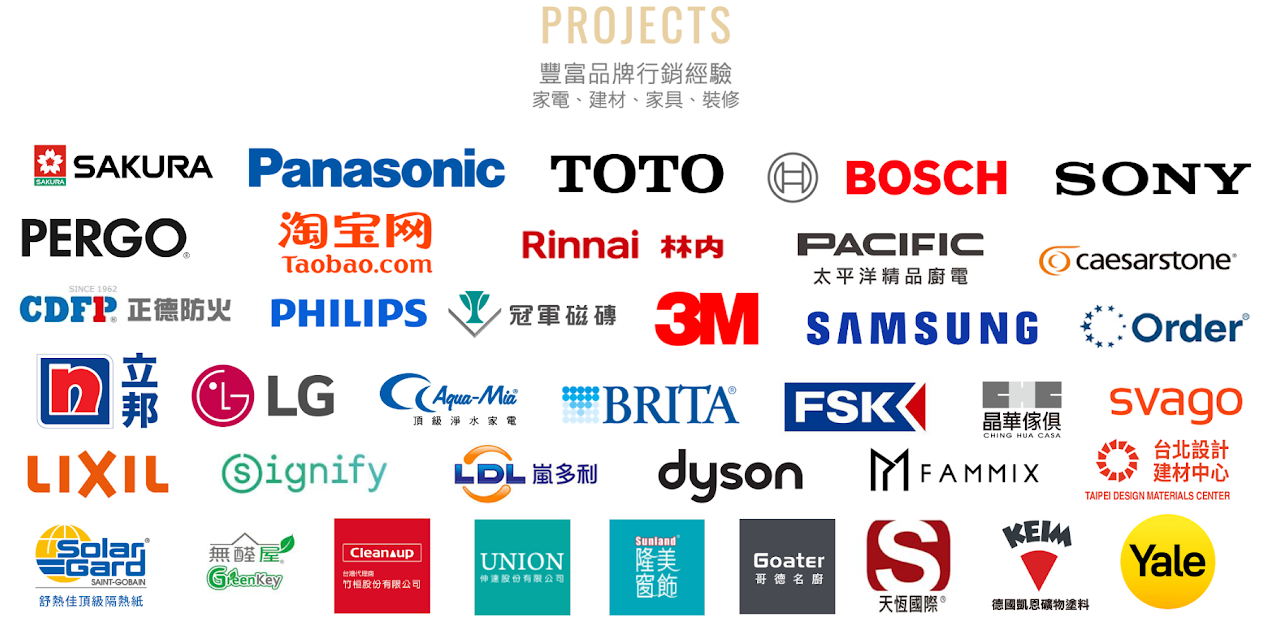 PROJECTS
豐富品牌行銷經驗
家電、建材、家具、裝修
SAKURA
SAKURA
Panasonic
TOTO
BOSCH
SONY
PERGO®
淘宝网
Taobao.com
Rinnai 林内
PACIFIC
太平洋精品廚電
caesarstone®
SINCE 1962
CDFP® 正德防火
PHILIPS
冠軍磁磚
3M
SAMSUNG
Order®
n
立邦
LG
LG
Aqua-Mia®
頂級淨水家電
BRITA®
FSK
CHC
晶華傢俱
CHING HUA CASA
svago
LIXIL
signify
LDL 嵐多利
dyson
FAMMIX
台北設計
建材中心
TAIPEI DESIGN MATERIALS CENTER
Solar®
Gard
SAINT-GOBAIN
舒熱佳頂級隔熱紙
無醛屋®
GreenKey
Clean up
台灣代理商
竹桓股份有限公司
UNION
伸達股份有限公司
Sunland®
隆美
窗飾
Goater
哥德名廚
S
天恆國際®
KEIM
德國凱恩礦物塗料
Yale